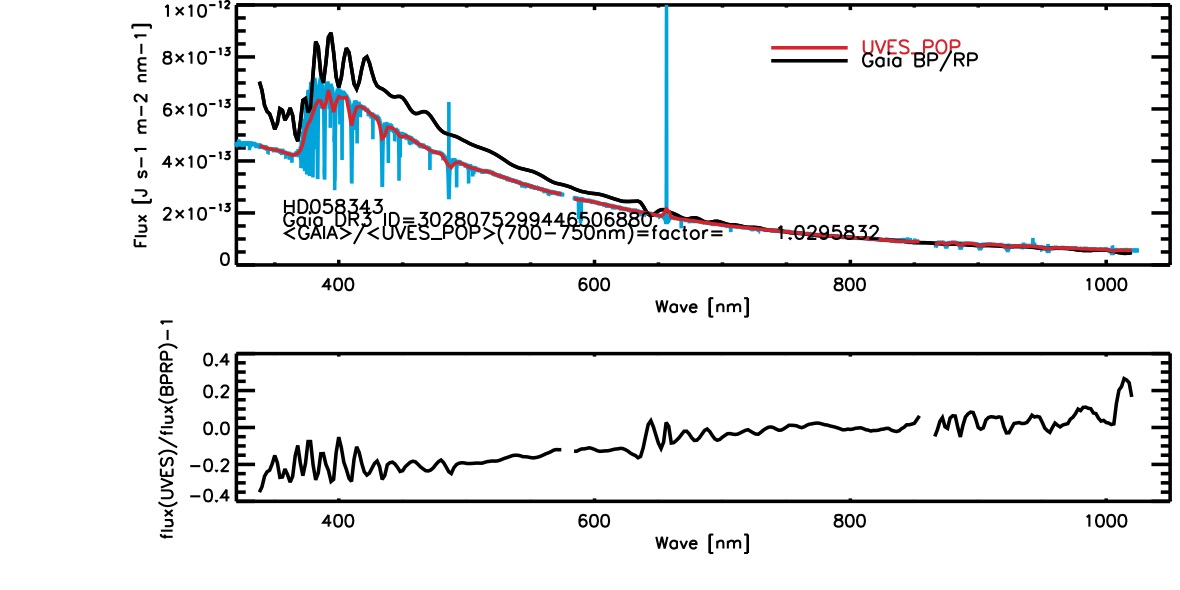 1×10−12
8×10−13
6×10−13
4×10−13
2×10−13
0
Flux [J s−1 m−2 nm−1]
UVES_POP
Gaia BP/RP
HD058343
Gaia DR3 ID=3028075299446506880
<GAIA>/<UVES_POP>(700−750nm)=factor= 1.0295832
400 600 800 1000
Wave [nm]
0.4
0.2
0.0
−0.2
−0.4
flux(UVES)/flux(BPRP)−1
400 600 800 1000
Wave [nm]